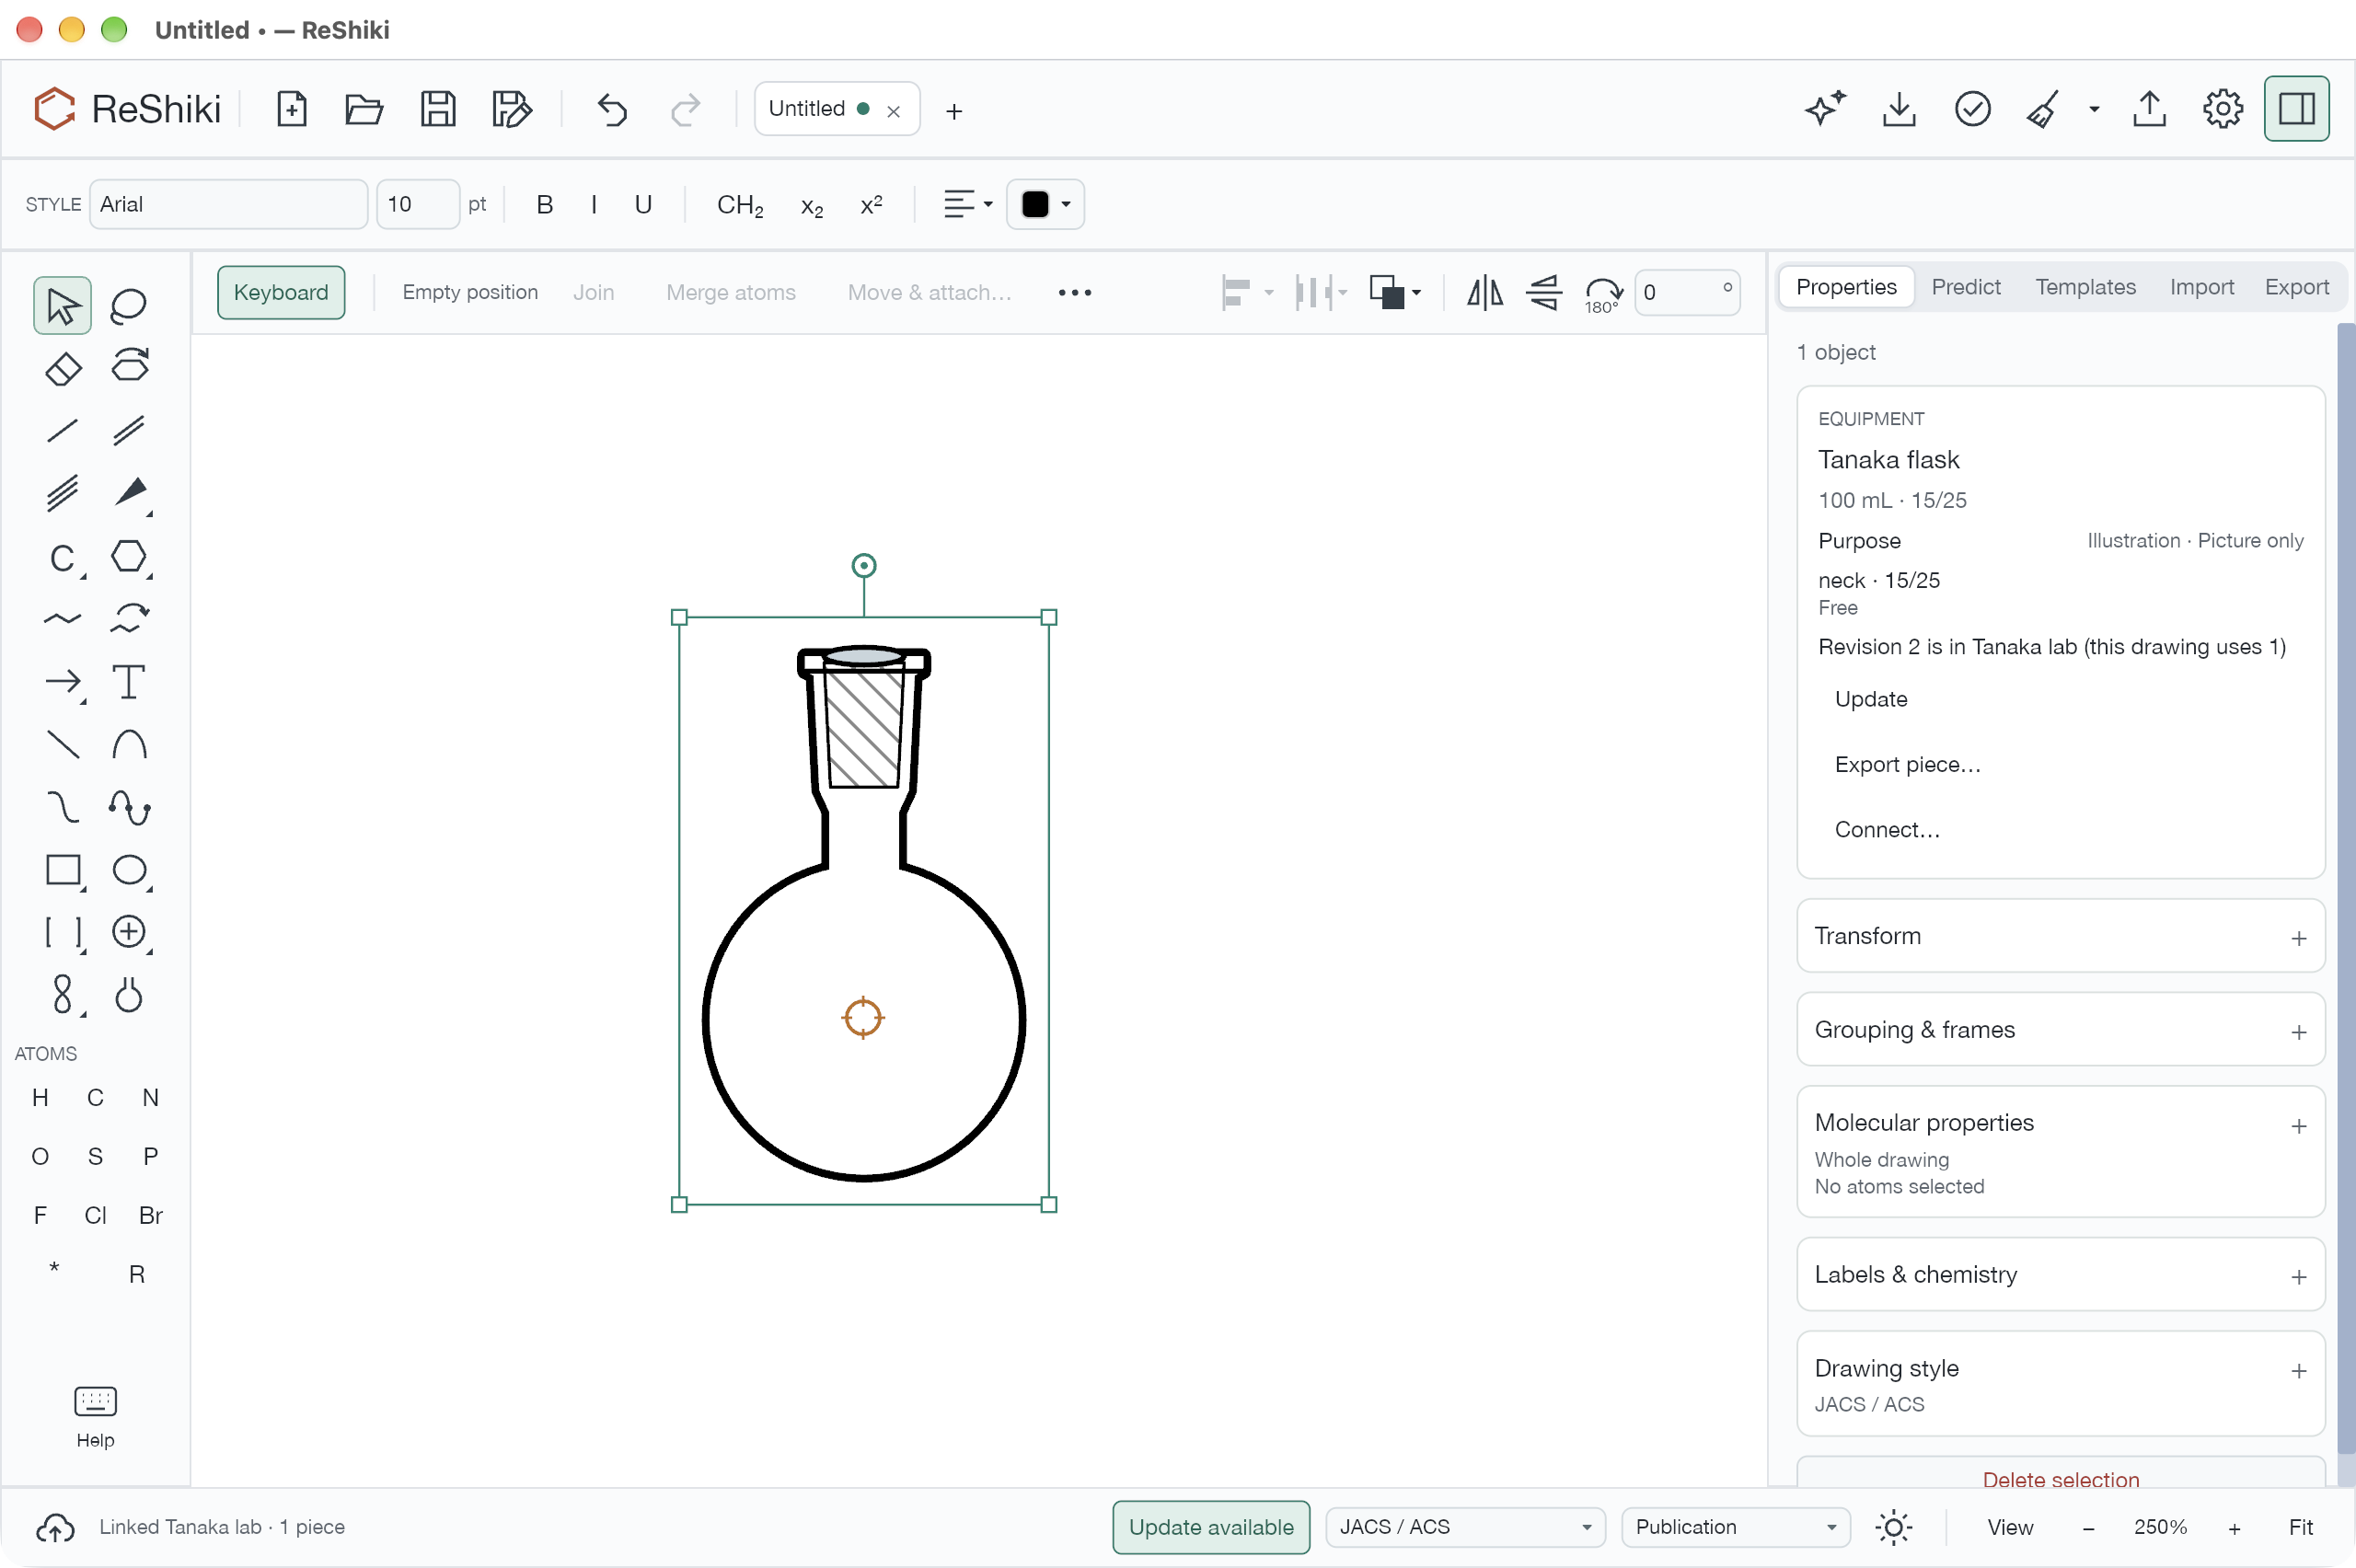 Untitled • — ReShiki
ReShiki
Untitled
STYLE Arial 10 pt B I U CH₂ x₂ x²
Keyboard Empty position Join Merge atoms Move & attach… 180° 0 °
Properties Predict Templates Import Export
1 object
EQUIPMENT
Tanaka flask
100 mL · 15/25
Purpose Illustration · Picture only
neck · 15/25
Free
Revision 2 is in Tanaka lab (this drawing uses 1)
Update
Export piece…
Connect…
Transform +
Grouping & frames +
Molecular properties +
Whole drawing
No atoms selected
Labels & chemistry +
Drawing style +
JACS / ACS
Delete selection
C
T
ATOMS
H C N
O S P
F Cl Br
* R
Help
Linked Tanaka lab · 1 piece
Update available JACS / ACS Publication View – 250% + Fit